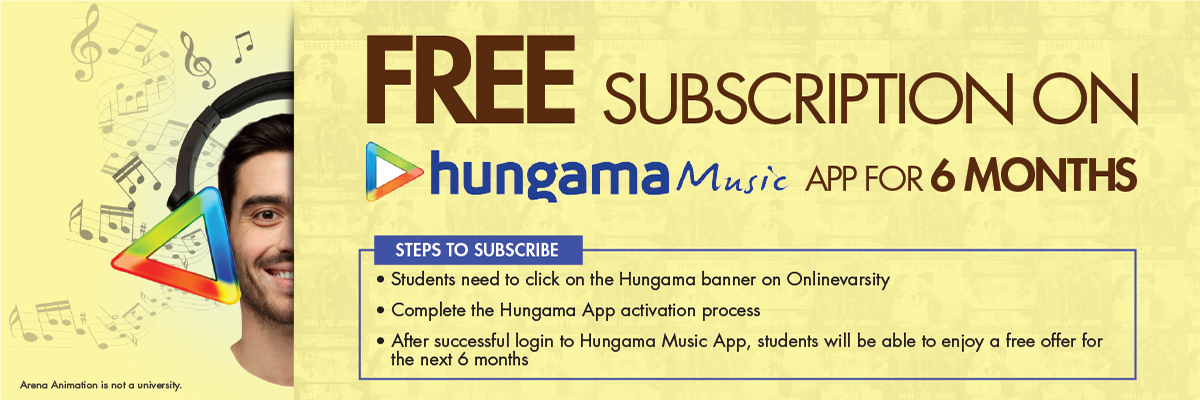 FREE SUBSCRIPTION ON
hungama Music APP FOR 6 MONTHS
STEPS TO SUBSCRIBE
• Students need to click on the Hungama banner on Onlinevarsity
• Complete the Hungama App activation process
• After successful login to Hungama Music App, students will be able to enjoy a free offer for
the next 6 months
Arena Animation is not a university.